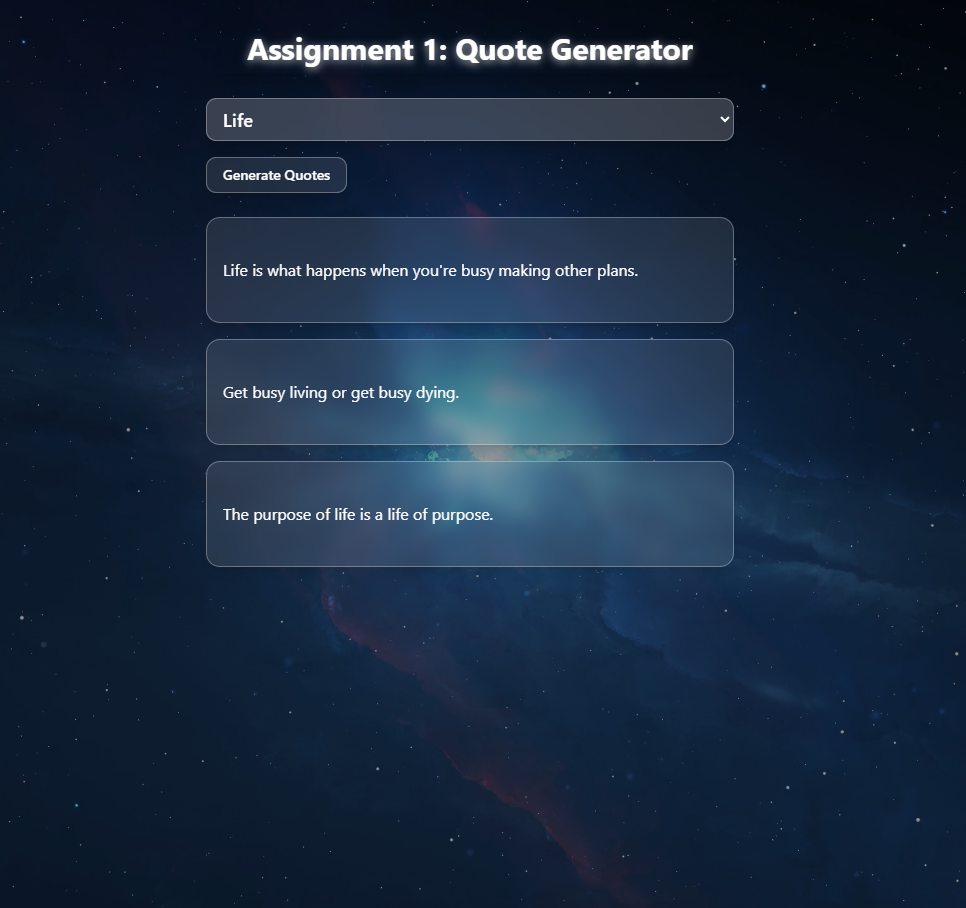 Assignment 1: Quote Generator
Life
Generate Quotes
Life is what happens when you're busy making other plans.
Get busy living or get busy dying.
The purpose of life is a life of purpose.